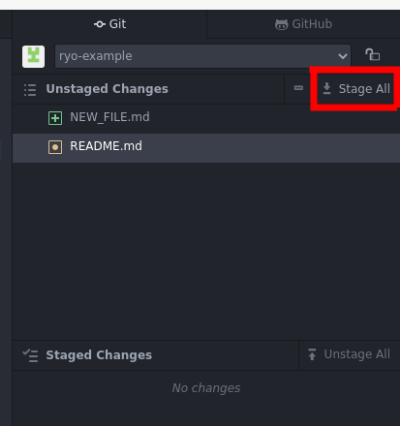 Git
GitHub
ryo-example
Unstaged Changes
Stage All
NEW_FILE.md
README.md
Staged Changes
Unstage All
No changes